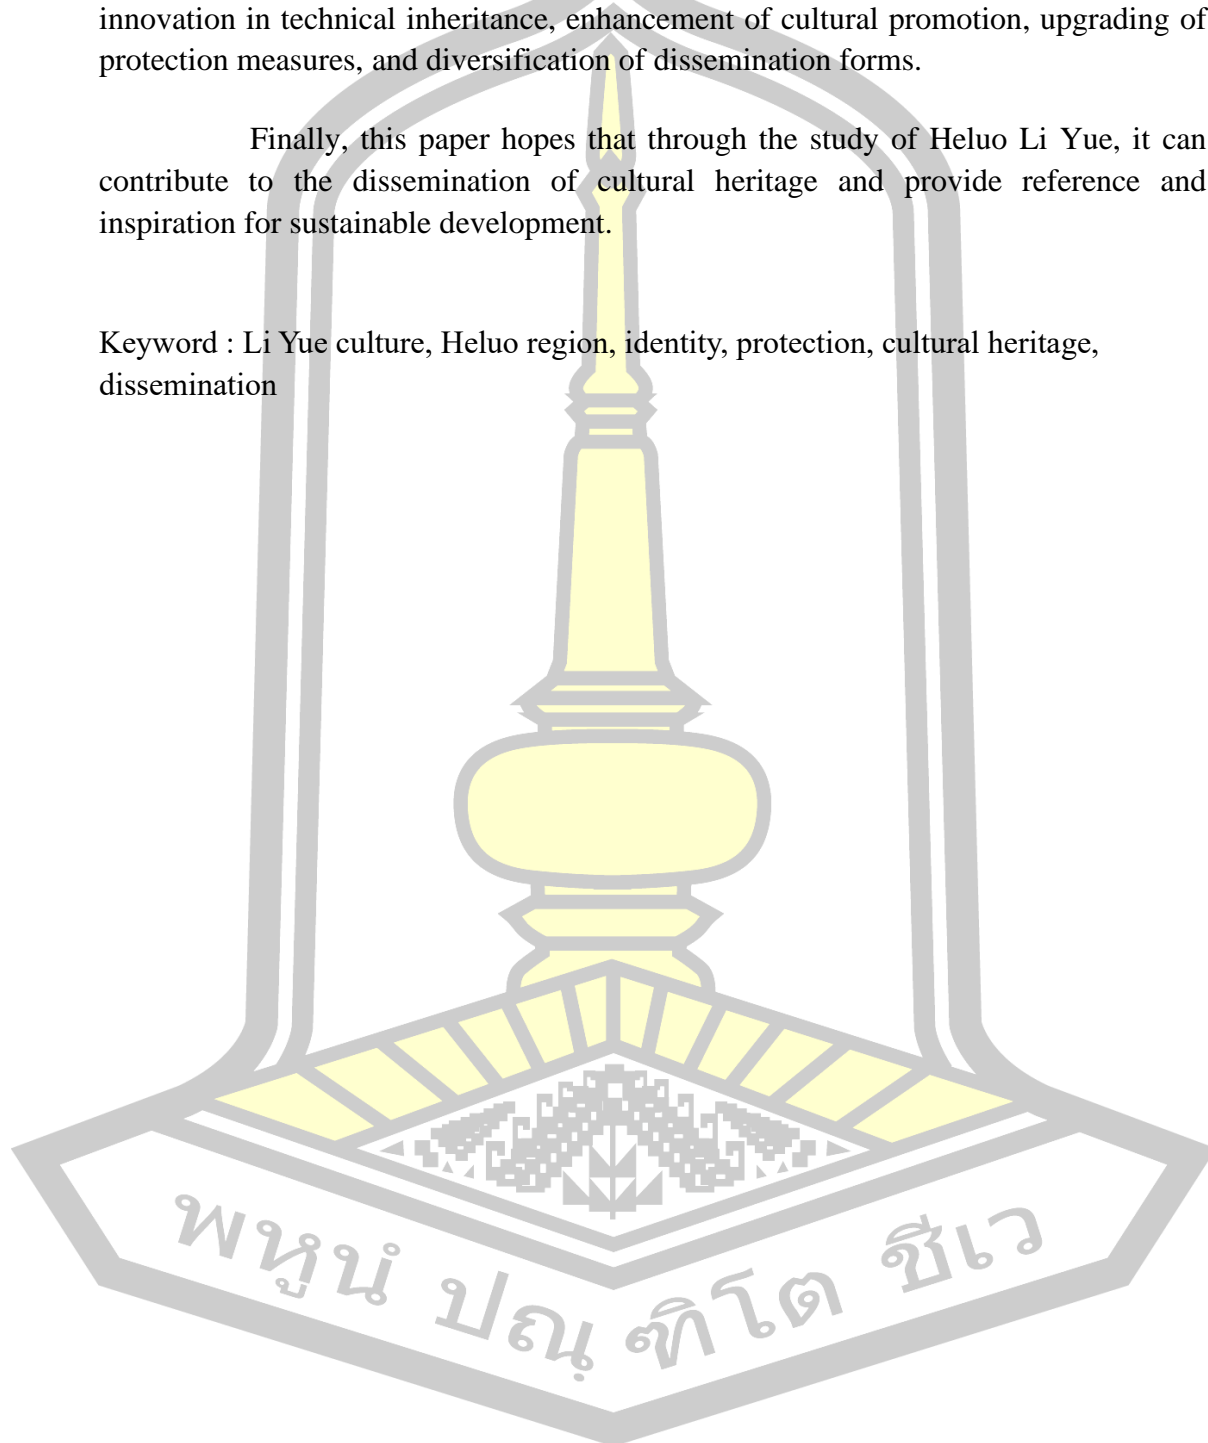 innovation in technical inheritance, enhancement of cultural promotion, upgrading of
protection measures, and diversification of dissemination forms.
Finally, this paper hopes that through the study of Heluo Li Yue, it can
contribute to the dissemination of cultural heritage and provide reference and
inspiration for sustainable development.
Keyword : Li Yue culture, Heluo region, identity, protection, cultural heritage,
dissemination
พหูนํ ปณฺฑิโต ชีเว